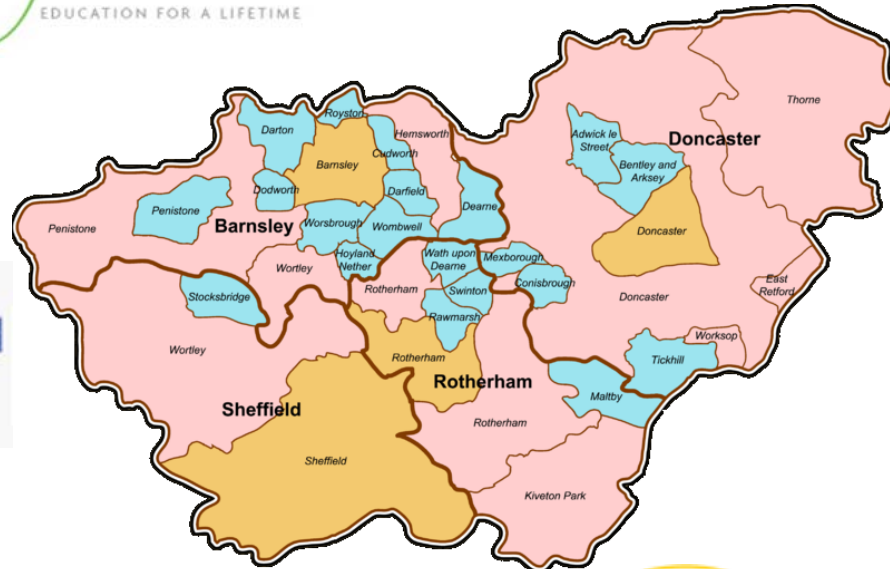 EDUCATION FOR A LIFETIME
Thorne
Royston
Darton
Hemsworth
Adwick le
Street
Doncaster
Cudworth
Barnsley
Bentley and
Arksey
Dodworth
Darfield
Dearne
Penistone
Penistone
Barnsley
Worsbrough
Wombwell
Doncaster
Hoyland
Nether
Wath upon
Dearne
Mexborough
Wortley
Conisbrough
East
Retford
Stocksbridge
Rotherham
Swinton
Doncaster
Rawmarsh
Worksop
Wortley
Rotherham
Tickhill
Rotherham
Maltby
Sheffield
Rotherham
Sheffield
Kiveton Park